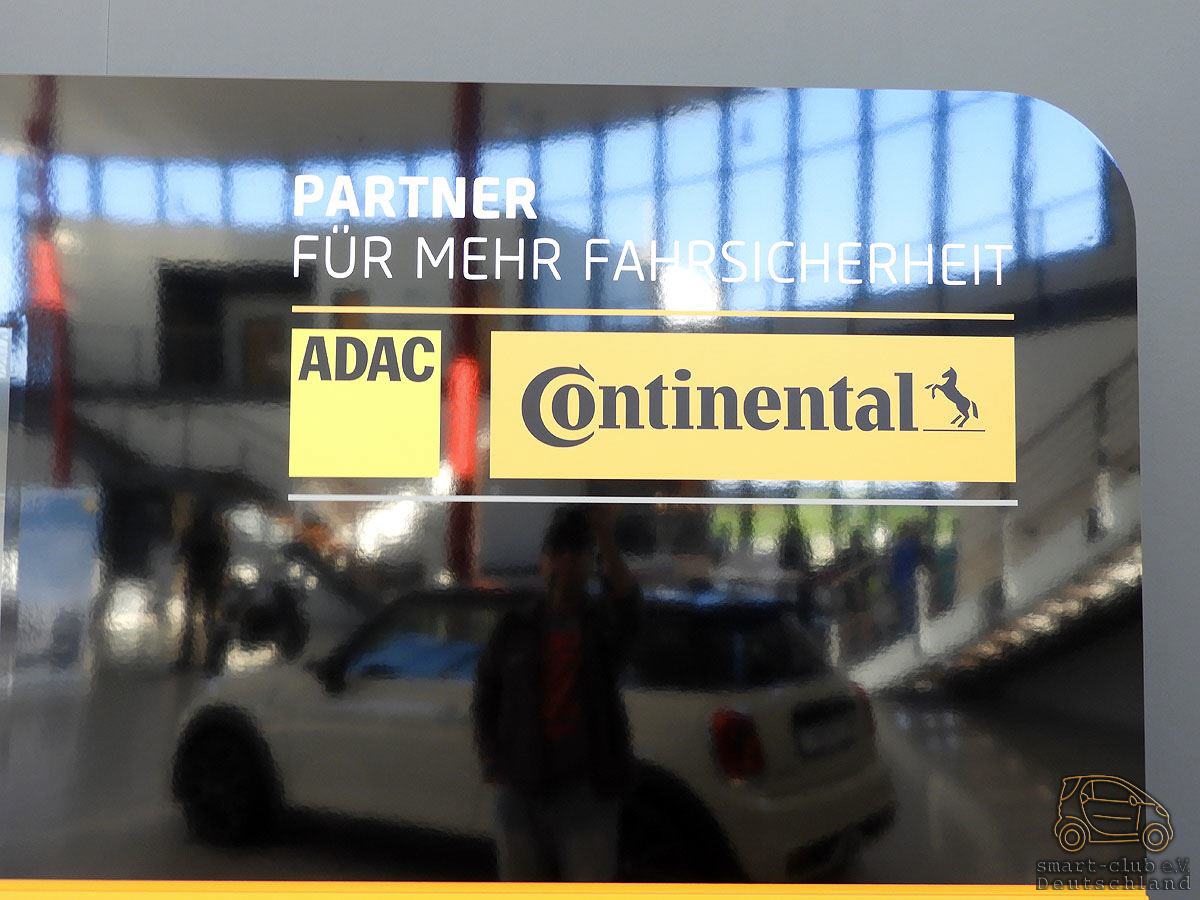 PARTNER
FÜR MEHR FAHRSICHERHEIT
ADAC
Continental
smart-club e.V.
Deutschland